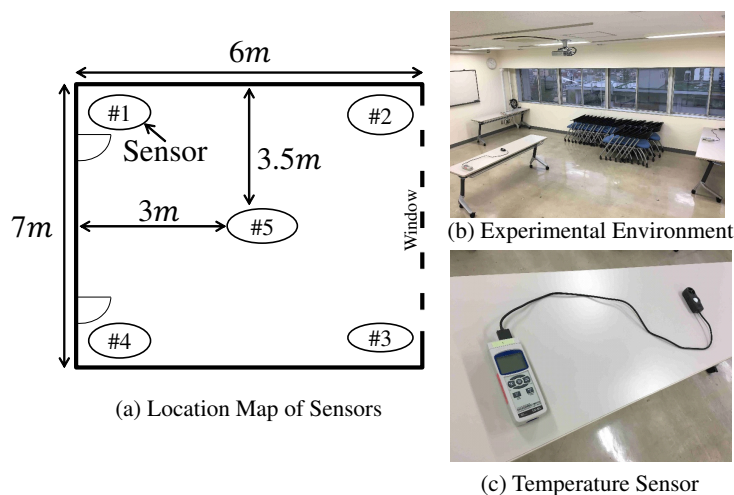 6m
#1
#2
Sensor
3.5m
3m
7m
#5
Window
#4
#3
(a) Location Map of Sensors
(b) Experimental Environment
(c) Temperature Sensor